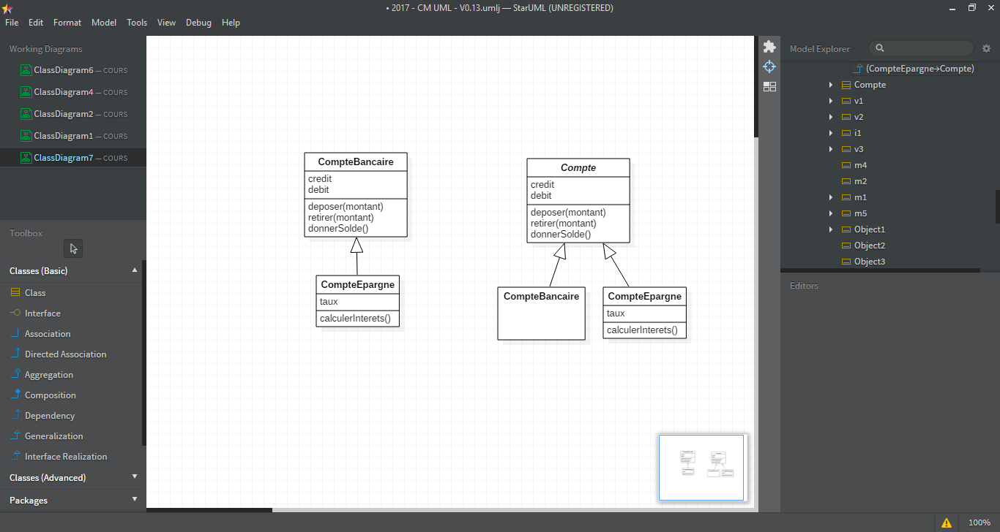 • 2017 - CM UML - V0.13.umlj — StarUML (UNREGISTERED)
File Edit Format Model Tools View Debug Help
Working Diagrams
ClassDiagram6 — COURS
ClassDiagram4 — COURS
ClassDiagram2 — COURS
ClassDiagram1 — COURS
ClassDiagram7 — COURS
Toolbox
Classes (Basic)
Class
Interface
Association
Directed Association
Aggregation
Composition
Dependency
Generalization
Interface Realization
Classes (Advanced)
Packages
CompteBancaire
credit
debit
deposer(montant)
retirer(montant)
donnerSolde()
CompteEpargne
taux
calculerInterets()
Compte
credit
debit
deposer(montant)
retirer(montant)
donnerSolde()
CompteBancaire
CompteEpargne
taux
calculerInterets()
Model Explorer
(CompteEpargne→Compte)
Compte
v1
v2
i1
v3
m4
m2
m1
m5
Object1
Object2
Object3
Editors
100%